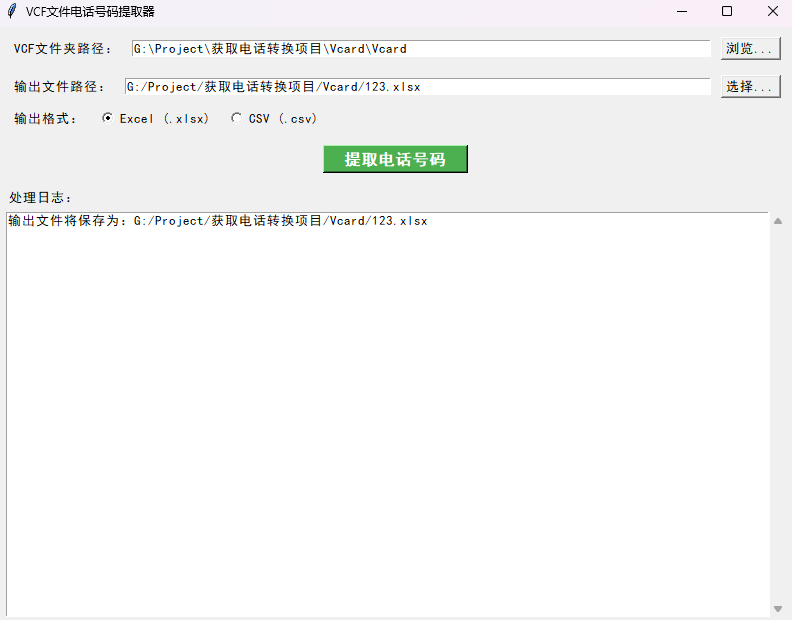 VCF文件电话号码提取器
VCF文件夹路径: G:\Project\获取电话转换项目\Vcard\Vcard 浏览...
输出文件路径: G:/Project/获取电话转换项目/Vcard/123.xlsx 选择...
输出格式: Excel (.xlsx) CSV (.csv)
提取电话号码
处理日志:
输出文件将保存为: G:/Project/获取电话转换项目/Vcard/123.xlsx